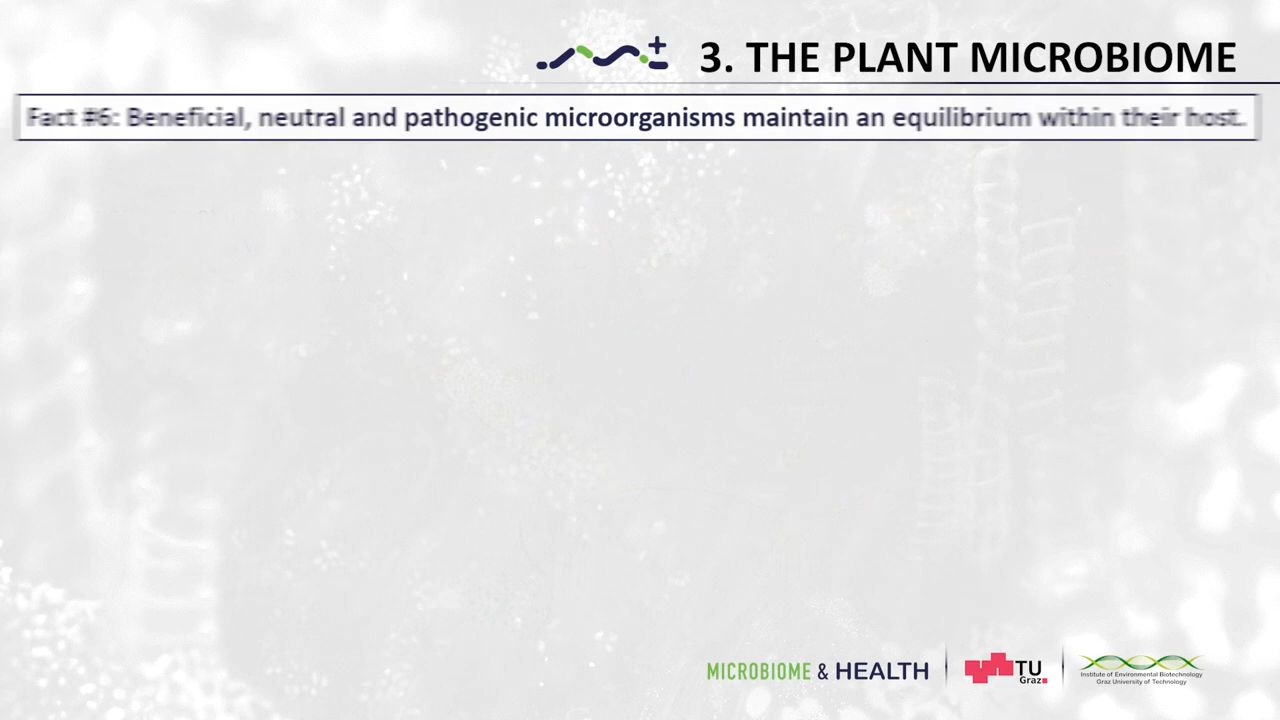 3. THE PLANT MICROBIOME
Fact #6: Beneficial, neutral and pathogenic microorganisms maintain an equilibrium within their host.
MICROBIOME & HEALTH
TU
Graz
Institute of Environmental Biotechnology
Graz University of Technology